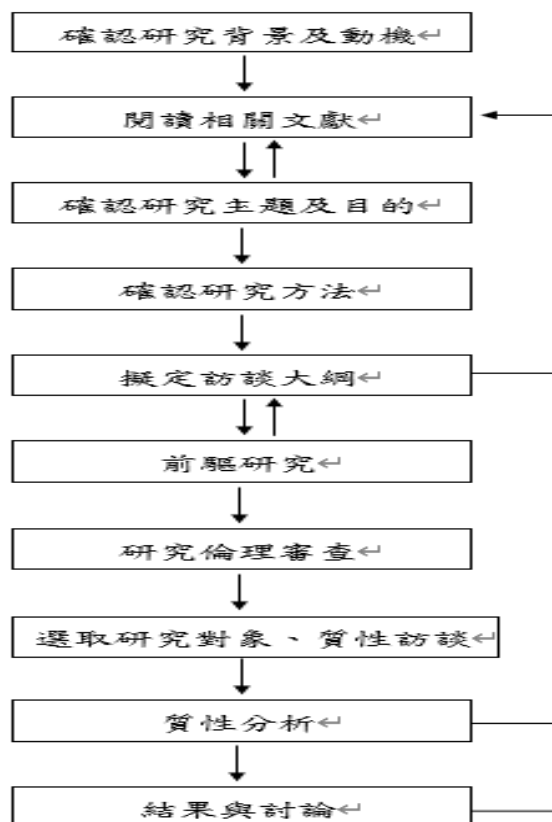 確認研究背景及動機↵
閱讀相關文獻↵
確認研究主題及目的↵
確認研究方法↵
擬定訪談大綱↵
前驅研究↵
研究倫理審查↵
選取研究對象、質性訪談↵
質性分析↵
結果與討論↵